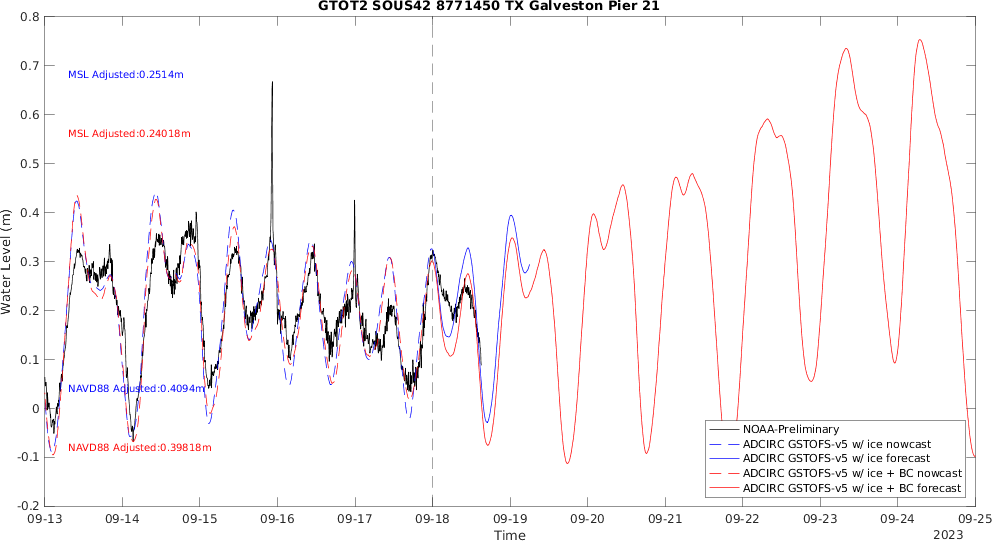 GTOT2 SOUS42 8771450 TX Galveston Pier 21
0.8
0.7
0.6
0.5
0.4
0.3
0.2
0.1
0
-0.1
-0.2
Water Level (m)
MSL Adjusted:0.2514m
MSL Adjusted:0.24018m
NAVD88 Adjusted:0.4094m
NAVD88 Adjusted:0.39818m
NOAA-Preliminary
ADCIRC GSTOFS-v5 w/ ice nowcast
ADCIRC GSTOFS-v5 w/ ice forecast
ADCIRC GSTOFS-v5 w/ ice + BC nowcast
ADCIRC GSTOFS-v5 w/ ice + BC forecast
09-13 09-14 09-15 09-16 09-17 09-18 09-19 09-20 09-21 09-22 09-23 09-24 09-25
Time
2023